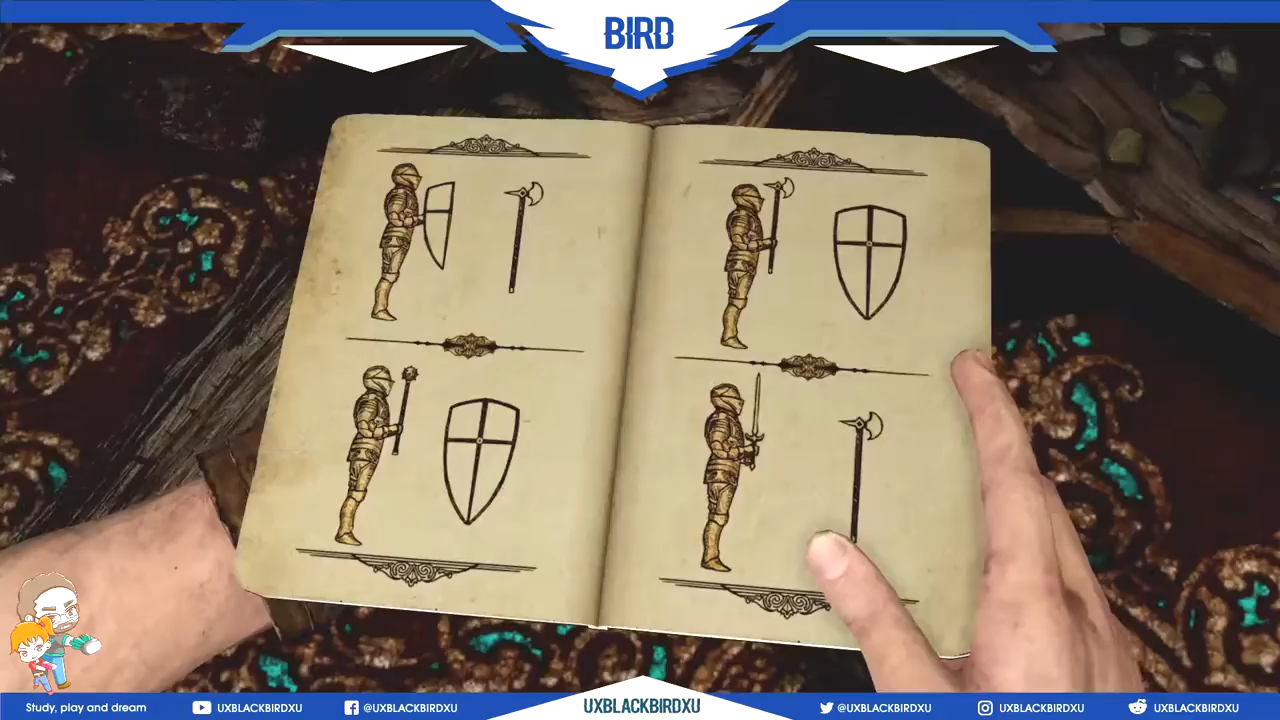 BIRD
Study, play and dream
UXBLACKBIRDXU
@UXBLACKBIRDXU
UXBLACKBIRDXU
@UXBLACKBIRDXU
UXBLACKBIRDXU
UXBLACKBIRDXU